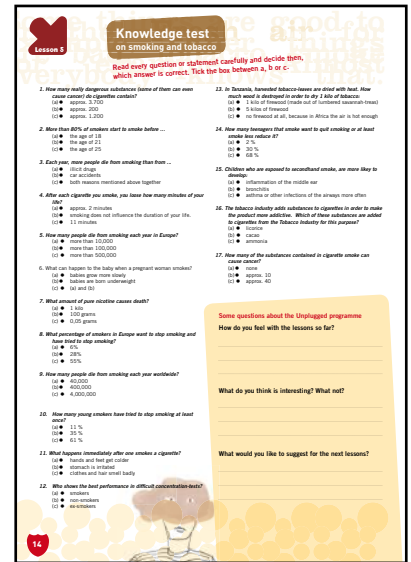 Lesson 5
Knowledge test
on smoking and tobacco
Read every question or statement carefully and decide then,
which answer is correct. Tick the box between a, b or c.
1. How many really dangerous substances (some of them can even
cause cancer) do cigarettes contain?
(a) approx. 3.700
(b) approx. 200
(c) approx. 1.200
2. More than 80% of smokers start to smoke before ...
(a) the age of 18
(b) the age of 21
(c) the age of 25
3. Each year, more people die from smoking than from ...
(a) illicit drugs
(b) car accidents
(c) both reasons mentioned above together
4. After each cigarette you smoke, you loose how many minutes of your
life?
(a) approx. 2 minutes
(b) smoking does not influence the duration of your life.
(c) 11 minutes
5. How many people die from smoking each year in Europe?
(a) more than 10,000
(b) more than 100,000
(c) more than 500,000
6. What can happen to the baby when a pregnant woman smokes?
(a) babies grow more slowly
(b) babies are born underweight
(c) (a) and (b)
7. What amount of pure nicotine causes death?
(a) 1 kilo
(b) 100 grams
(c) 0,05 grams
8. What percentage of smokers in Europe want to stop smoking and
have tried to stop smoking?
(a) 6%
(b) 28%
(c) 55%
9. How many people die from smoking each year worldwide?
(a) 40,000
(b) 400,000
(c) 4,000,000
10. How many young smokers have tried to stop smoking at least
once?
(a) 11 %
(b) 35 %
(c) 61 %
11. What happens immediately after one smokes a cigarette?
(a) hands and feet get colder
(b) stomach is irritated
(c) clothes and hair smell badly
12. Who shows the best performance in difficult concentration-tests?
(a) smokers
(b) non-smokers
(c) ex-smokers
13. In Tanzania, harvested tobacco-leaves are dried with heat. How
much wood is destroyed in order to dry 1 kilo of tobacco:
(a) 1 kilo of firewood (made out of lumbered savannah-trees)
(b) 5 kilos of firewood
(c) no firewood at all, because in Africa the air is hot enough
14. How many teenagers that smoke want to quit smoking or at least
smoke less reduce it?
(a) 2 %
(b) 30 %
(c) 68 %
15. Children who are exposed to secondhand smoke, are more likely to
develop:
(a) inflammation of the middle ear
(b) bronchitis
(c) asthma or other infections of the airways more often
16. The tobacco industry adds substances to cigarettes in order to make
the product more addictive. Which of these substances are added
to cigarettes from the Tobacco Industry for this purpose?
(a) licorice
(b) cacao
(c) ammonia
17. How many of the substances contained in cigarette smoke can
cause cancer?
(a) none
(b) approx. 10
(c) approx. 40
Some questions about the Unplugged programme
How do you feel with the lessons so far?
What do you think is interesting? What not?
What would you like to suggest for the next lessons?
14